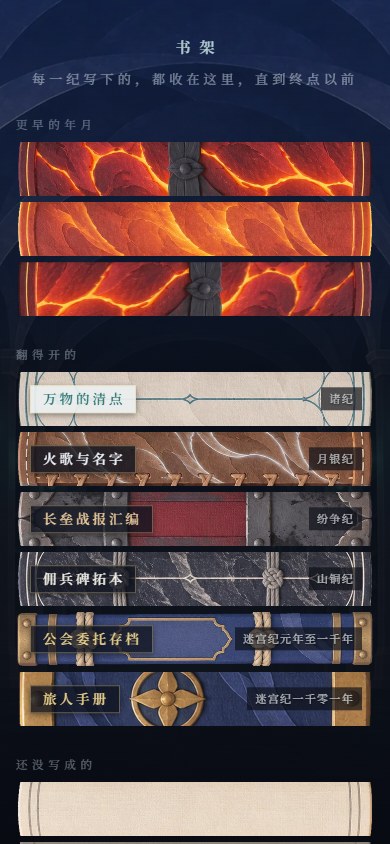 书架
每一纪写下的，都收在这里，直到终点以前
更早的年月
翻得开的
万物的清点 诸纪
火歌与名字 月银纪
长垒战报汇编 纷争纪
佣兵碑拓本 山铜纪
公会委托存档 迷宫纪元年至一千年
旅人手册 迷宫纪一千零一年
还没写成的